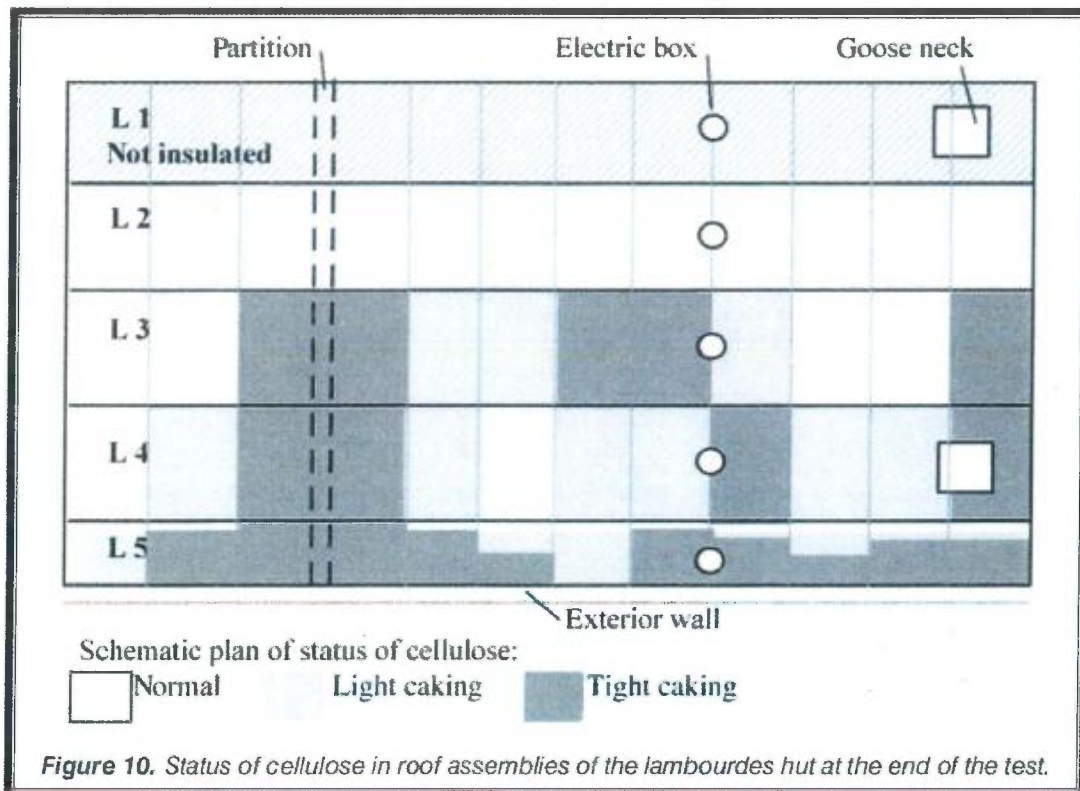 Partition Electric box Goose neck
L 1
Not insulated
L 2
L 3
L 4
L 5
Exterior wall
Schematic plan of status of cellulose:
Normal Light caking Tight caking
Figure 10. Status of cellulose in roof assemblies of the lambourdes hut at the end of the test.